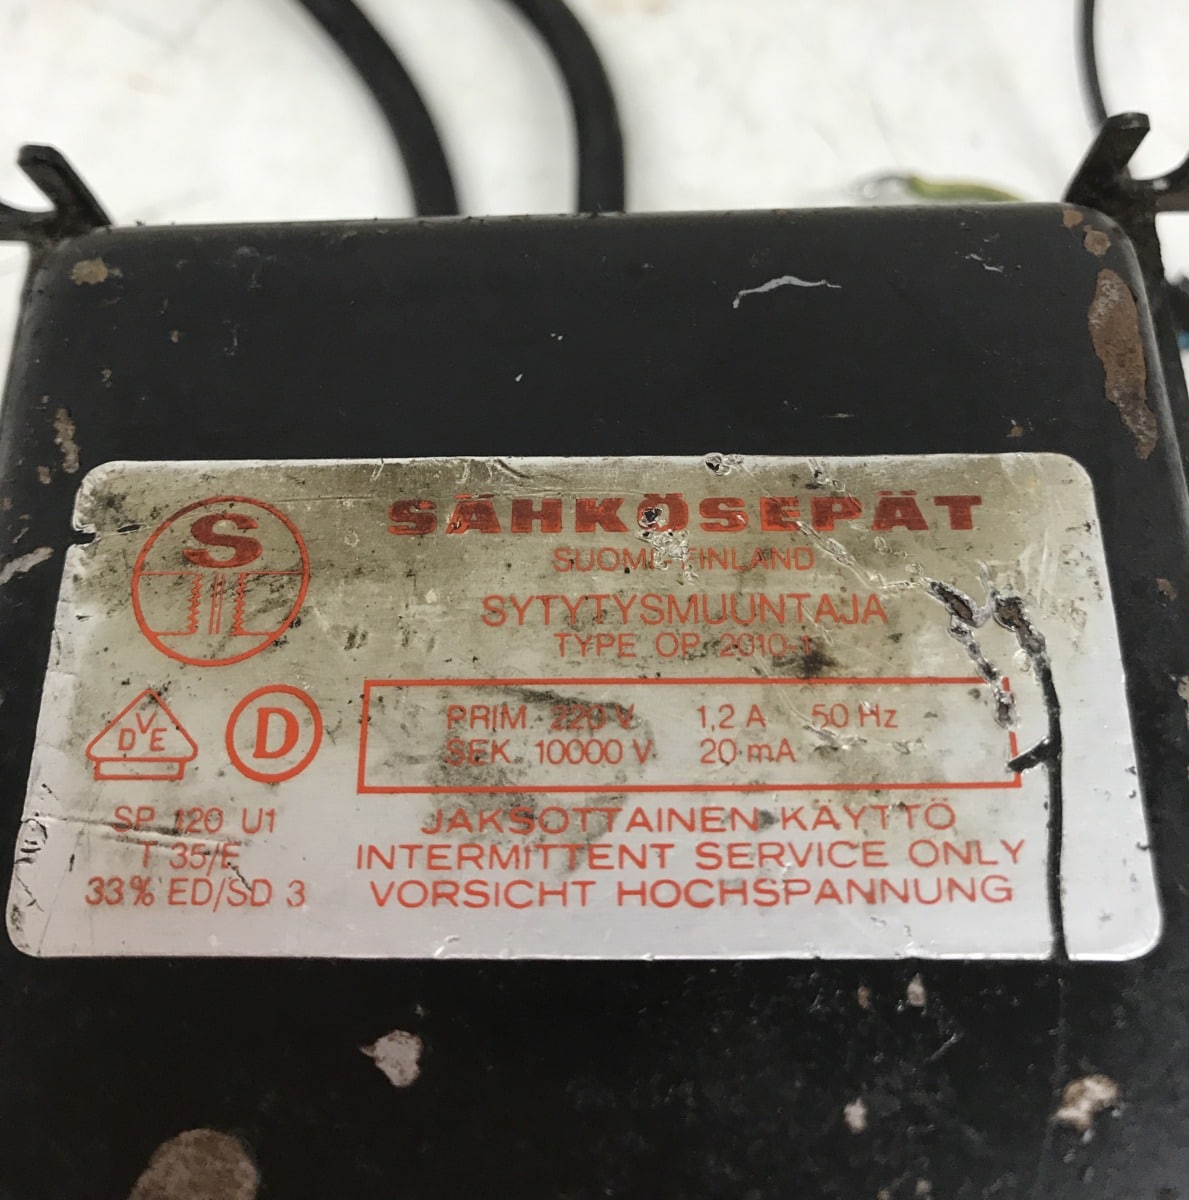 S
SÄHKÖSEPÄT
SUOMI-FINLAND
SYTYTYSMUUNTAJA
TYPE OP 2010-1
PRIM. 220 V 1,2 A 50 Hz
SEK. 10000 V 20 mA
VDE
D
SP 120 U1
T 35/E
33% ED/SD 3
JAKSOTTAINEN KÄYTTÖ
INTERMITTENT SERVICE ONLY
VORSICHT HOCHSPANNUNG